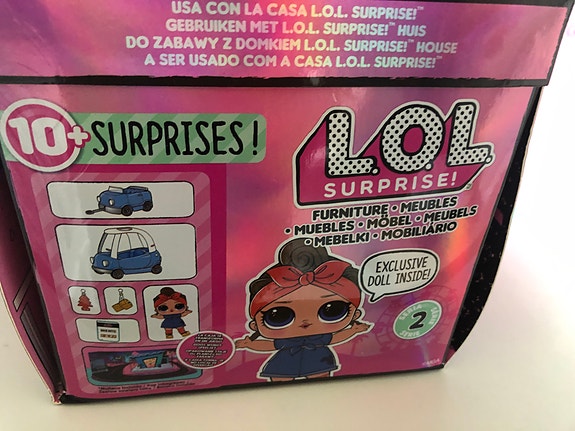 USA CON LA CASA L.O.L. SURPRISE!™
GEBRUIKEN MET L.O.L. SURPRISE!™ HUIS
DO ZABAWY Z DOMKIEM L.O.L. SURPRISE!™ HOUSE
A SER USADO COM A CASA L.O.L. SURPRISE!™
10+ SURPRISES!
L.O.L.
SURPRISE!
FURNITURE • MEUBLES
• MUEBLES • MÖBEL • MEUBELS
• MEBELKI • MOBILIÁRIO
EXCLUSIVE
DOLL INSIDE!
2